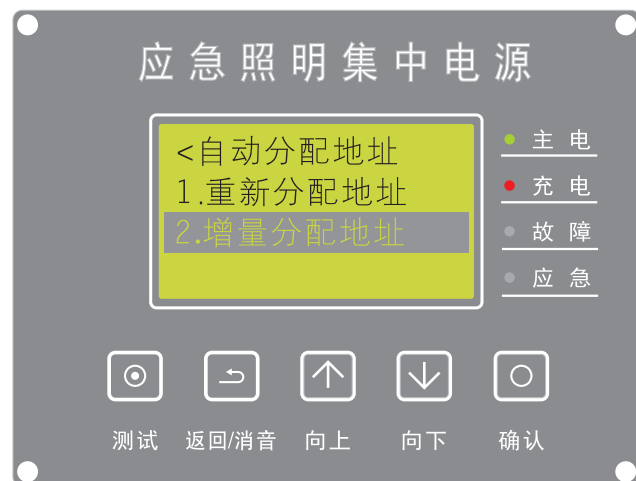 应急照明集中电源
<自动分配地址
1.重新分配地址
2.增量分配地址
主电
充电
故障
应急
测试 返回/消音 向上 向下 确认